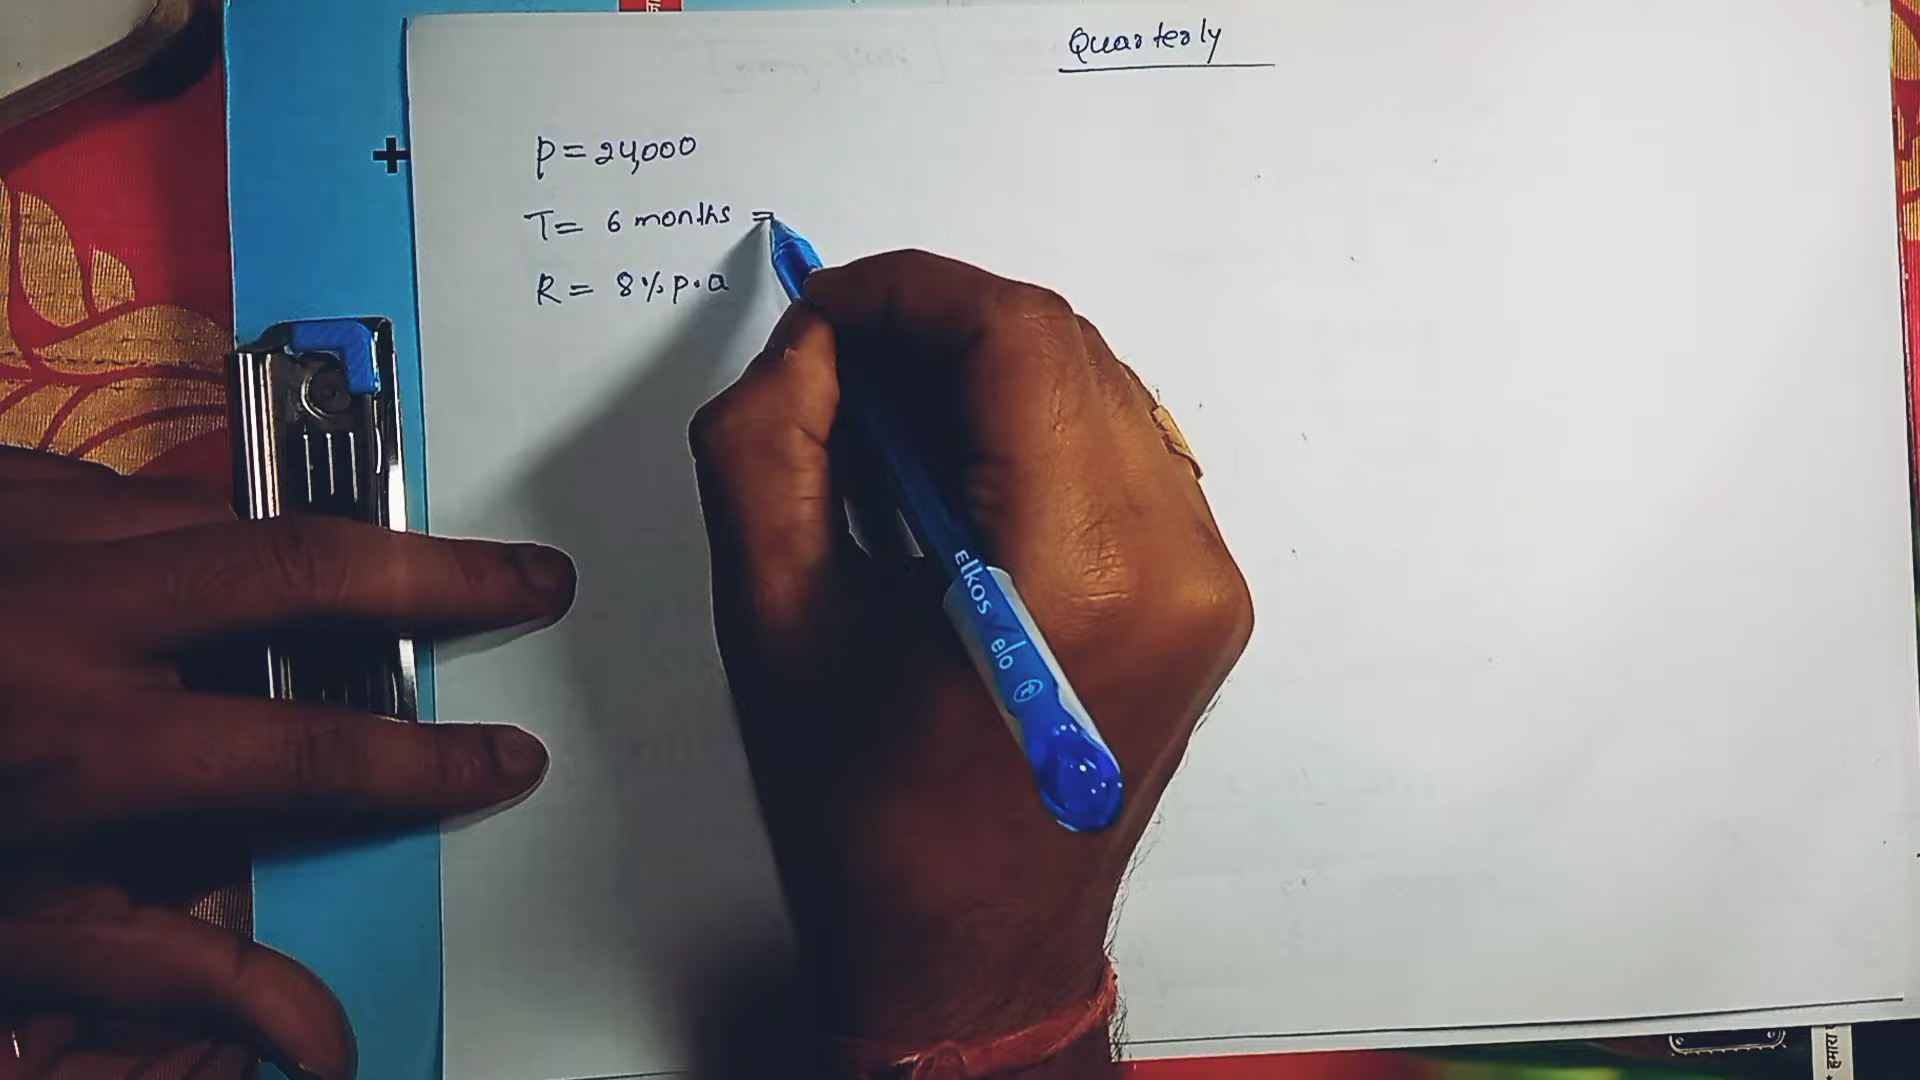 Quarterly
P = 24,000
T = 6 months =
R = 8% p.a
Elkos elo